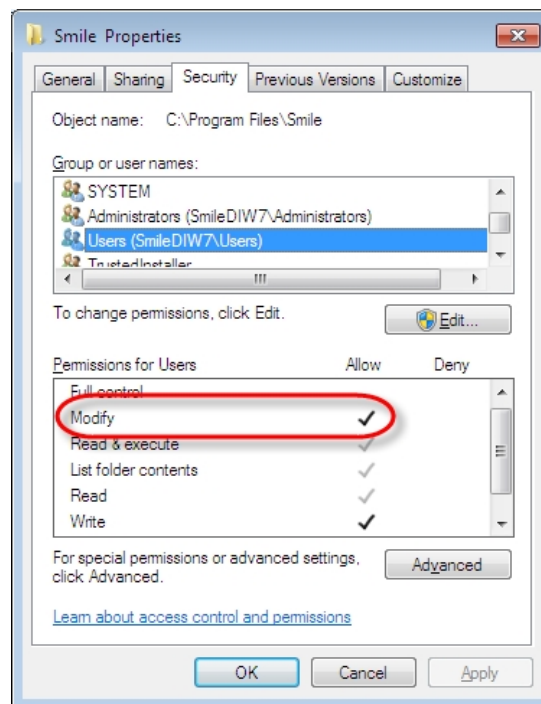 Smile Properties
General Sharing Security Previous Versions Customize
Object name: C:\Program Files\Smile
Group or user names:
SYSTEM
Administrators (SmileDIW7\Administrators)
Users (SmileDIW7\Users)
TrustedInstaller
To change permissions, click Edit.
Edit...
Permissions for Users Allow Deny
Full control
Modify
Read & execute
List folder contents
Read
Write
For special permissions or advanced settings,
click Advanced.
Advanced
Learn about access control and permissions
OK Cancel Apply